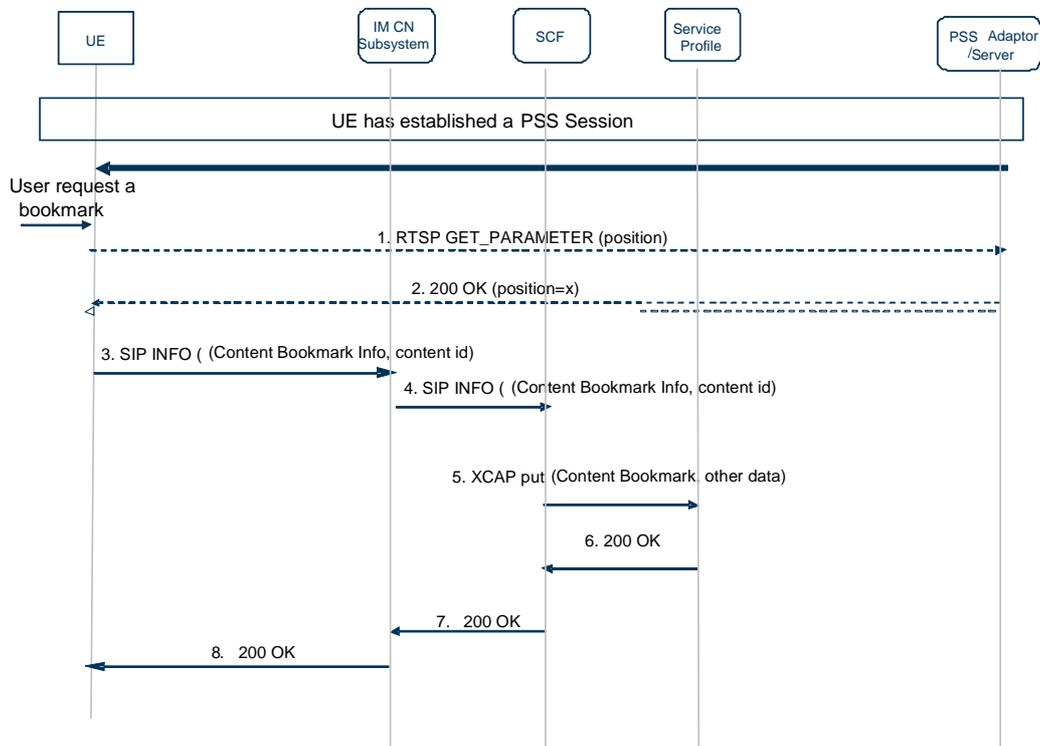 UE
IM CN
Subsystem
SCF
Service
Profile
PSS Adaptor
/Server
UE has established a PSS Session
User request a
bookmark
1. RTSP GET_PARAMETER (position)
2. 200 OK (position=x)
3. SIP INFO ( (Content Bookmark Info, content id)
4. SIP INFO ( (Content Bookmark Info, content id)
5. XCAP put (Content Bookmark, other data)
6. 200 OK
7. 200 OK
8. 200 OK